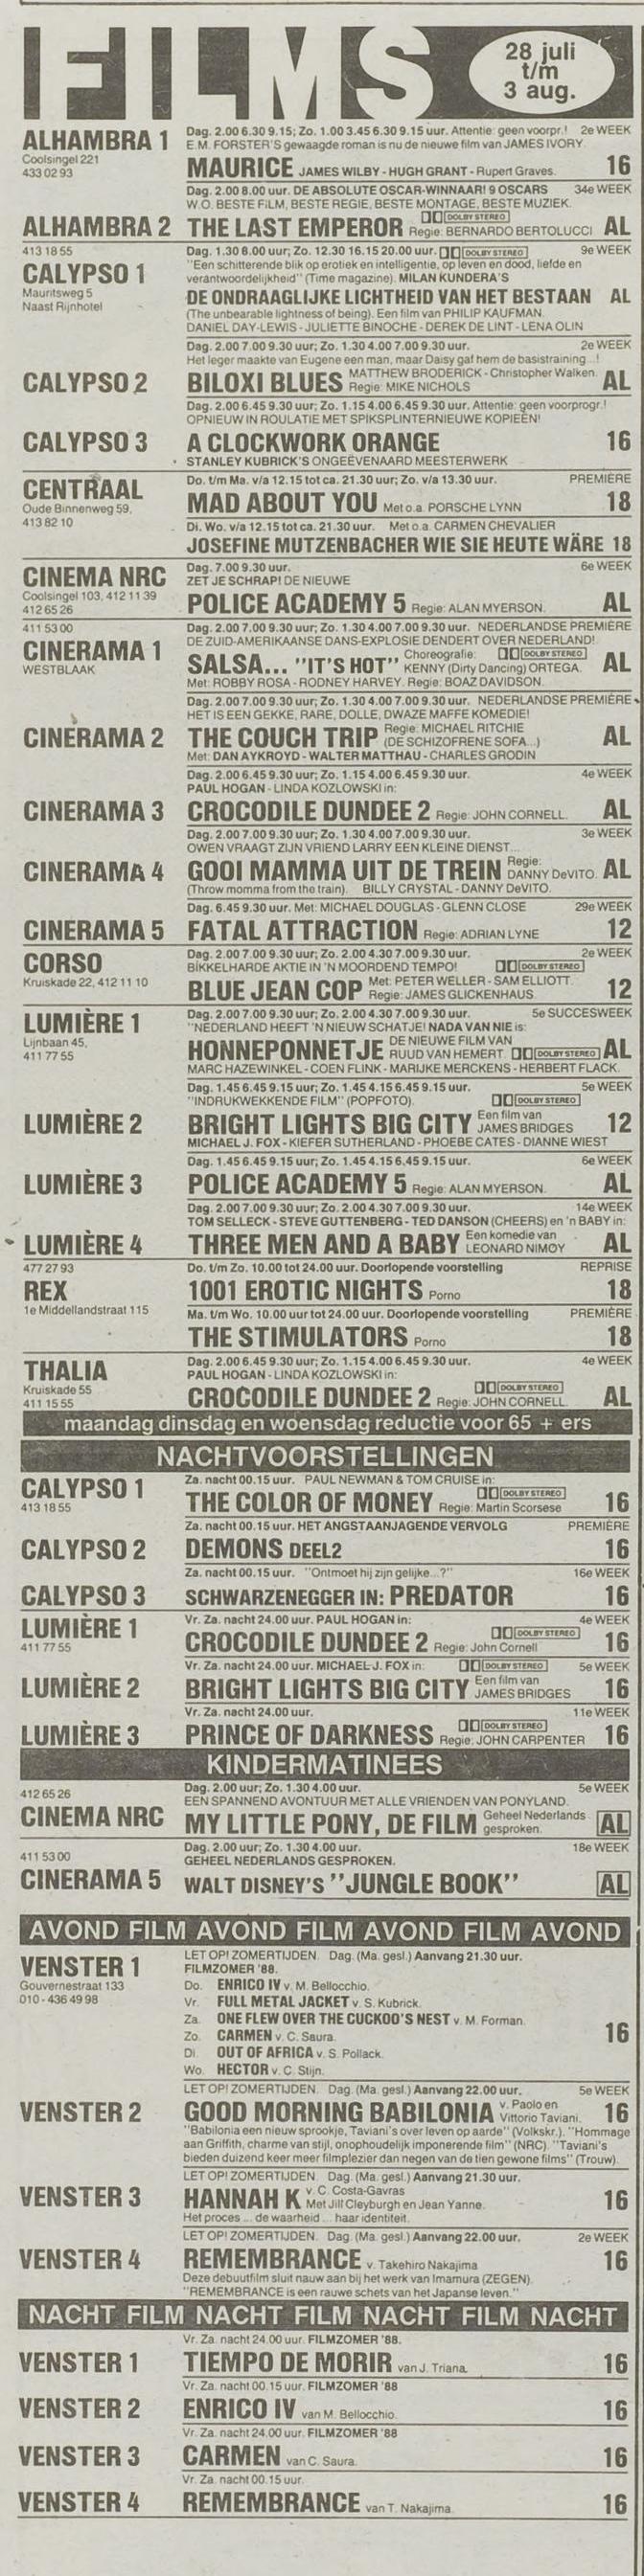 FILMS
28 juli
t/m
3 aug.
ALHAMBRA 1
Coolsingel 221
433 02 93
Dag. 2.00 6.30 9.15; Zo. 1.00 3.45 6.30 9.15 uur. Attentie: geen voorpr.! 2e WEEK
E.M. FORSTER'S gewaagde roman is nu de nieuwe film van JAMES IVORY.
MAURICE JAMES WILBY - HUGH GRANT - Rupert Graves. 16
Dag. 2.00 8.00 uur. DE ABSOLUTE OSCAR-WINNAAR! 9 OSCARS 34e WEEK
W.O. BESTE FILM, BESTE REGIE, BESTE MONTAGE, BESTE MUZIEK.
DOLBY STEREO
ALHAMBRA 2 THE LAST EMPEROR Regie: BERNARDO BERTOLUCCI AL
413 18 55
CALYPSO 1
Mauritsweg 5
Naast Rijnhotel
Dag. 1.30 8.00 uur; Zo. 12.30 16.15 20.00 uur. DOLBY STEREO 9e WEEK
"Een schitterende blik op erotiek en intelligentie, op leven en dood, liefde en
verantwoordelijkheid" (Time magazine). MILAN KUNDERA'S
DE ONDRAAGLIJKE LICHTHEID VAN HET BESTAAN AL
(The unbearable lightness of being). Een film van PHILIP KAUFMAN.
DANIEL DAY-LEWIS - JULIETTE BINOCHE - DEREK DE LINT - LENA OLIN
Dag. 2.00 7.00 9.30 uur; Zo. 1.30 4.00 7.00 9.30 uur. 2e WEEK
Het leger maakte van Eugene een man, maar Daisy gaf hem de basistraining...!
CALYPSO 2 BILOXI BLUES MATTHEW BRODERICK - Christopher Walken. AL
Regie: MIKE NICHOLS
Dag. 2.00 6.45 9.30 uur; Zo. 1.15 4.00 6.45 9.30 uur. Attentie: geen voorprogr.!
OPNIEUW IN ROULATIE MET SPIKSPLINTERNIEUWE KOPIEËN!
CALYPSO 3 A CLOCKWORK ORANGE 16
STANLEY KUBRICK'S ONGEËVENAARD MEESTERWERK
CENTRAAL
Oude Binnenweg 59,
413 82 10
Do. t/m Ma. v/a 12.15 tot ca. 21.30 uur; Zo. v/a 13.30 uur. PREMIÈRE
MAD ABOUT YOU Met o.a. PORSCHE LYNN 18
Di. Wo. v/a 12.15 tot ca. 21.30 uur. Met o.a. CARMEN CHEVALIER
JOSEFINE MUTZENBACHER WIE SIE HEUTE WÄRE 18
CINEMA NRC
Coolsingel 103, 412 11 39
412 65 26
Dag. 7.00 9.30 uur. 6e WEEK
ZET JE SCHRAP! DE NIEUWE
POLICE ACADEMY 5 Regie: ALAN MYERSON. AL
411 53 00
CINERAMA 1
WESTBLAAK
Dag. 2.00 7.00 9.30 uur; Zo. 1.30 4.00 7.00 9.30 uur. NEDERLANDSE PREMIÈRE
DE ZUID-AMERIKAANSE DANS-EXPLOSIE DENDERT OVER NEDERLAND!
Choreografie: DOLBY STEREO
SALSA... "IT'S HOT" KENNY (Dirty Dancing) ORTEGA. AL
Met: ROBBY ROSA - RODNEY HARVEY. Regie: BOAZ DAVIDSON.
Dag. 2.00 7.00 9.30 uur; Zo. 1.30 4.00 7.00 9.30 uur. NEDERLANDSE PREMIÈRE
HET IS EEN GEKKE, RARE, DOLLE, DWAZE MAFFE KOMEDIE!
CINERAMA 2 THE COUCH TRIP Regie: MICHAEL RITCHIE AL
(DE SCHIZOFRENE SOFA...)
Met: DAN AYKROYD - WALTER MATTHAU - CHARLES GRODIN
Dag. 2.00 6.45 9.30 uur; Zo. 1.15 4.00 6.45 9.30 uur. 4e WEEK
PAUL HOGAN - LINDA KOZLOWSKI in:
CINERAMA 3 CROCODILE DUNDEE 2 Regie: JOHN CORNELL. AL
Dag. 2.00 7.00 9.30 uur; Zo. 1.30 4.00 7.00 9.30 uur. 3e WEEK
OWEN VRAAGT ZIJN VRIEND LARRY EEN KLEINE DIENST...
CINERAMA 4 GOOI MAMMA UIT DE TREIN Regie: DANNY DeVITO. AL
(Throw momma from the train). BILLY CRYSTAL - DANNY DeVITO.
Dag. 6.45 9.30 uur. Met: MICHAEL DOUGLAS - GLENN CLOSE 29e WEEK
CINERAMA 5 FATAL ATTRACTION Regie: ADRIAN LYNE 12
CORSO
Kruiskade 22, 412 11 10
Dag. 2.00 7.00 9.30 uur; Zo. 2.00 4.30 7.00 9.30 uur. 2e WEEK
BIKKELHARDE AKTIE IN 'N MOORDEND TEMPO! DOLBY STEREO
BLUE JEAN COP Met: PETER WELLER - SAM ELLIOTT. 12
Regie: JAMES GLICKENHAUS
LUMIÈRE 1
Lijnbaan 45,
411 77 55
Dag. 2.00 7.00 9.30 uur; Zo. 2.00 4.30 7.00 9.30 uur. 5e SUCCESWEEK
"NEDERLAND HEEFT 'N NIEUW SCHATJE! NADA VAN NIE is:
HONNEPONNETJE DE NIEUWE FILM VAN
RUUD VAN HEMERT. DOLBY STEREO AL
MARC HAZEWINKEL - COEN FLINK - MARIJKE MERCKENS - HERBERT FLACK.
Dag. 1.45 6.45 9.15 uur; Zo. 1.45 4.15 6.45 9.15 uur. 5e WEEK
"INDRUKWEKKENDE FILM" (POPFOTO). DOLBY STEREO
LUMIÈRE 2 BRIGHT LIGHTS BIG CITY Een film van JAMES BRIDGES 12
MICHAEL J. FOX - KIEFER SUTHERLAND - PHOEBE CATES - DIANNE WIEST
Dag. 1.45 6.45 9.15 uur; Zo. 1.45 4.15 6.45 9.15 uur. 6e WEEK
LUMIÈRE 3 POLICE ACADEMY 5 Regie: ALAN MYERSON. AL
Dag. 2.00 7.00 9.30 uur; Zo. 2.00 4.30 7.00 9.30 uur. 14e WEEK
TOM SELLECK - STEVE GUTTENBERG - TED DANSON (CHEERS) en 'n BABY in:
LUMIÈRE 4 THREE MEN AND A BABY Een komedie van LEONARD NIMOY AL
477 27 93
REX
1e Middellandstraat 115
Do. t/m Zo. 10.00 tot 24.00 uur. Doorlopende voorstelling REPRISE
1001 EROTIC NIGHTS Porno 18
Ma. t/m Wo. 10.00 uur tot 24.00 uur. Doorlopende voorstelling PREMIÈRE
THE STIMULATORS Porno 18
THALIA
Kruiskade 55
411 15 55
Dag. 2.00 6.45 9.30 uur; Zo. 1.15 4.00 6.45 9.30 uur. 4e WEEK
PAUL HOGAN - LINDA KOZLOWSKI in:
DOLBY STEREO
CROCODILE DUNDEE 2 Regie: JOHN CORNELL. AL
maandag dinsdag en woensdag reductie voor 65 + ers
NACHTVOORSTELLINGEN
CALYPSO 1
413 18 55
Za. nacht 00.15 uur. PAUL NEWMAN & TOM CRUISE in:
DOLBY STEREO
THE COLOR OF MONEY Regie: Martin Scorsese 16
Za. nacht 00.15 uur. HET ANGSTAANJAGENDE VERVOLG PREMIÈRE
CALYPSO 2 DEMONS DEEL2 16
Za. nacht 00.15 uur. "Ontmoet hij zijn gelijke...?" 16e WEEK
CALYPSO 3 SCHWARZENEGGER IN: PREDATOR 16
LUMIÈRE 1
411 77 55
Vr. Za. nacht 24.00 uur. PAUL HOGAN in: 4e WEEK
DOLBY STEREO
CROCODILE DUNDEE 2 Regie: John Cornell 16
Vr. Za. nacht 24.00 uur. MICHAEL J. FOX in: DOLBY STEREO 5e WEEK
LUMIÈRE 2 BRIGHT LIGHTS BIG CITY Een film van JAMES BRIDGES 16
Vr. Za. nacht 24.00 uur. 11e WEEK
DOLBY STEREO
LUMIÈRE 3 PRINCE OF DARKNESS Regie: JOHN CARPENTER 16
KINDERMATINEES
412 65 26
CINEMA NRC
Dag. 2.00 uur; Zo. 1.30 4.00 uur. 5e WEEK
EEN SPANNEND AVONTUUR MET ALLE VRIENDEN VAN PONYLAND.
MY LITTLE PONY, DE FILM Geheel Nederlands gesproken. AL
411 53 00
CINERAMA 5
Dag. 2.00 uur; Zo. 1.30 4.00 uur. 18e WEEK
GEHEEL NEDERLANDS GESPROKEN.
WALT DISNEY'S "JUNGLE BOOK" AL
AVOND FILM AVOND FILM AVOND FILM AVOND
VENSTER 1
Gouvernestraat 133
010 - 436 49 98
LET OP! ZOMERTIJDEN. Dag. (Ma. gesl.) Aanvang 21.30 uur.
FILMZOMER '88.
Do. ENRICO IV v. M. Bellocchio.
Vr. FULL METAL JACKET v. S. Kubrick.
Za. ONE FLEW OVER THE CUCKOO'S NEST v. M. Forman.
Zo. CARMEN v. C. Saura. 16
Di. OUT OF AFRICA v. S. Pollack.
Wo. HECTOR v. C. Stijn.
LET OP! ZOMERTIJDEN. Dag. (Ma. gesl.) Aanvang 22.00 uur. 5e WEEK
VENSTER 2 GOOD MORNING BABILONIA v. Paolo en Vittorio Taviani. 16
"Babilonia een nieuw sprookje, Taviani's over leven op aarde" (Volkskr.). "Hommage
aan Griffith, charme van stijl, onophoudelijk imponerende film" (NRC). "Taviani's
bieden duizend keer meer filmplezier dan negen van de tien gewone films" (Trouw).
LET OP! ZOMERTIJDEN. Dag. (Ma. gesl.) Aanvang 21.30 uur.
VENSTER 3 HANNAH K v. C. Costa-Gavras 16
Met Jill Cleyburgh en Jean Yanne.
Het proces ... de waarheid ... haar identiteit.
LET OP! ZOMERTIJDEN. Dag. (Ma. gesl.) Aanvang 22.00 uur. 2e WEEK
VENSTER 4 REMEMBRANCE v. Takehiro Nakajima 16
Deze debuutfilm sluit nauw aan bij het werk van Imamura (ZEGEN).
"REMEMBRANCE is een rauwe schets van het Japanse leven."
NACHT FILM NACHT FILM NACHT FILM NACHT
Vr. Za. nacht 24.00 uur. FILMZOMER '88.
VENSTER 1 TIEMPO DE MORIR van J. Triana. 16
Vr. Za. nacht 00.15 uur. FILMZOMER '88
VENSTER 2 ENRICO IV van M. Bellocchio. 16
Vr. Za. nacht 24.00 uur. FILMZOMER '88
VENSTER 3 CARMEN van C. Saura. 16
Vr. Za. nacht 00.15 uur.
VENSTER 4 REMEMBRANCE van T. Nakajima. 16